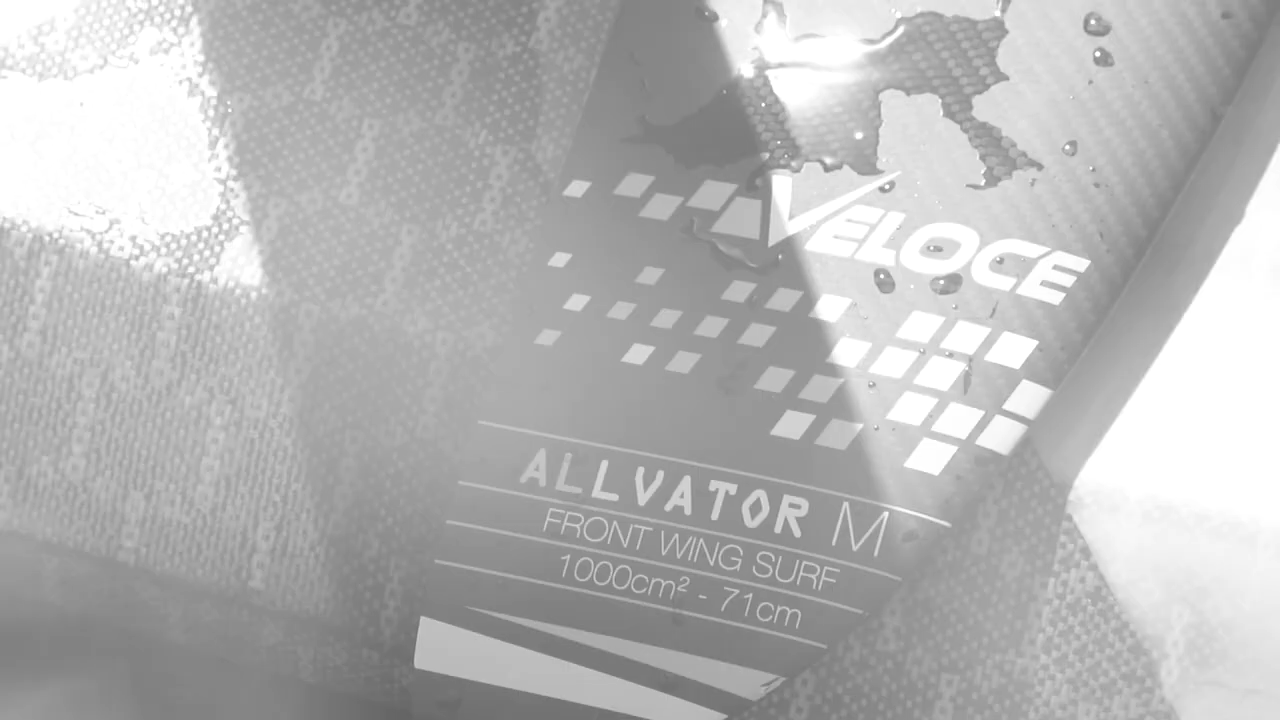 VELOCE
ALLVATOR M
FRONT WING SURF
1000cm² - 71cm